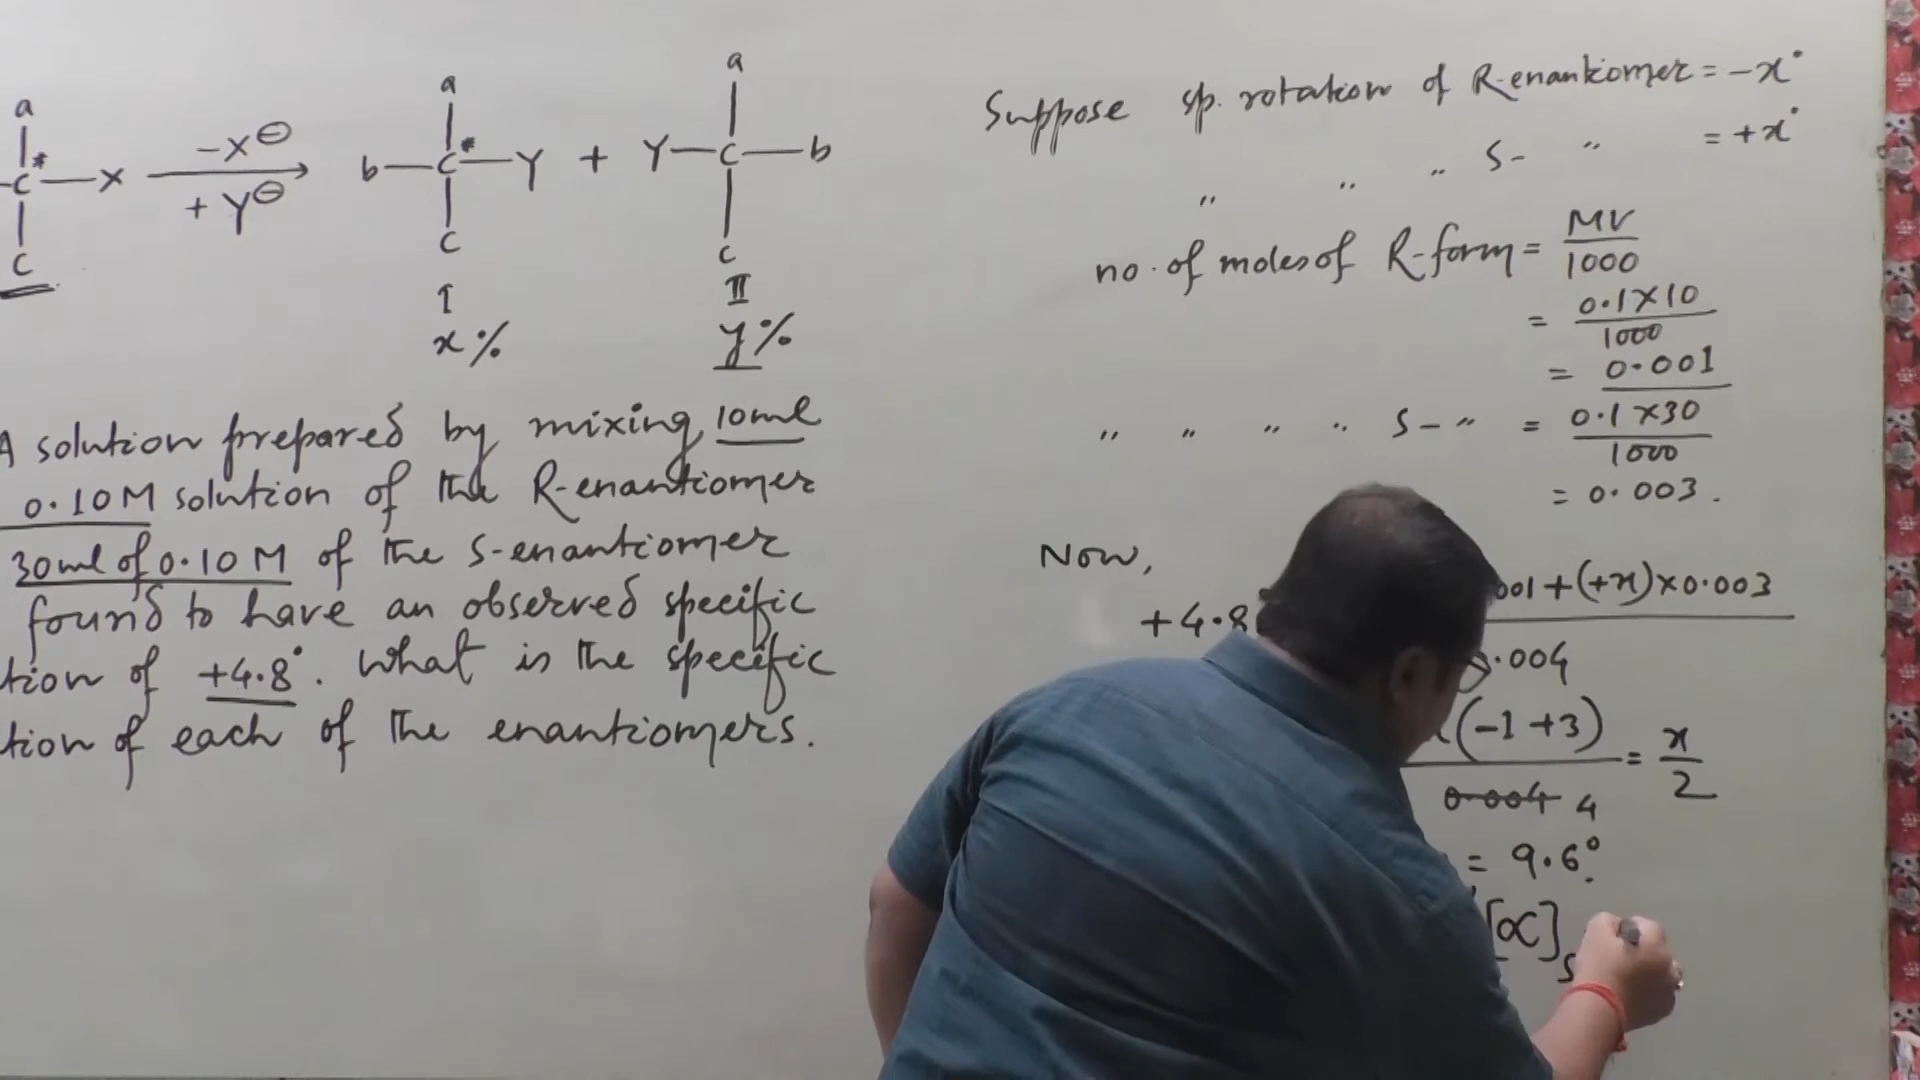 a
a
a
C* — X
-X⊖
+ Y⊖
b — C* — Y + Y — C — b
C
C
C
I
II
x %
y %
A solution prepared by mixing 10ml
0.10M solution of the R-enantiomer
30ml of 0.10M of the S-enantiomer
found to have an observed specific
tion of +4.8°. What is the specific
tion of each of the enantiomers.
Suppose sp. rotation of R-enantiomer = -x°
" " " S- " = +x°
no. of moles of R-form = MV/1000
= 0.1×10/1000
= 0.001
" " " " S- " = 0.1×30/1000
= 0.003.
Now,
+4.8
001+(+x)×0.003
.004
(-1+3)
0.004 4
= x/2
= 9.6°.
[α]S